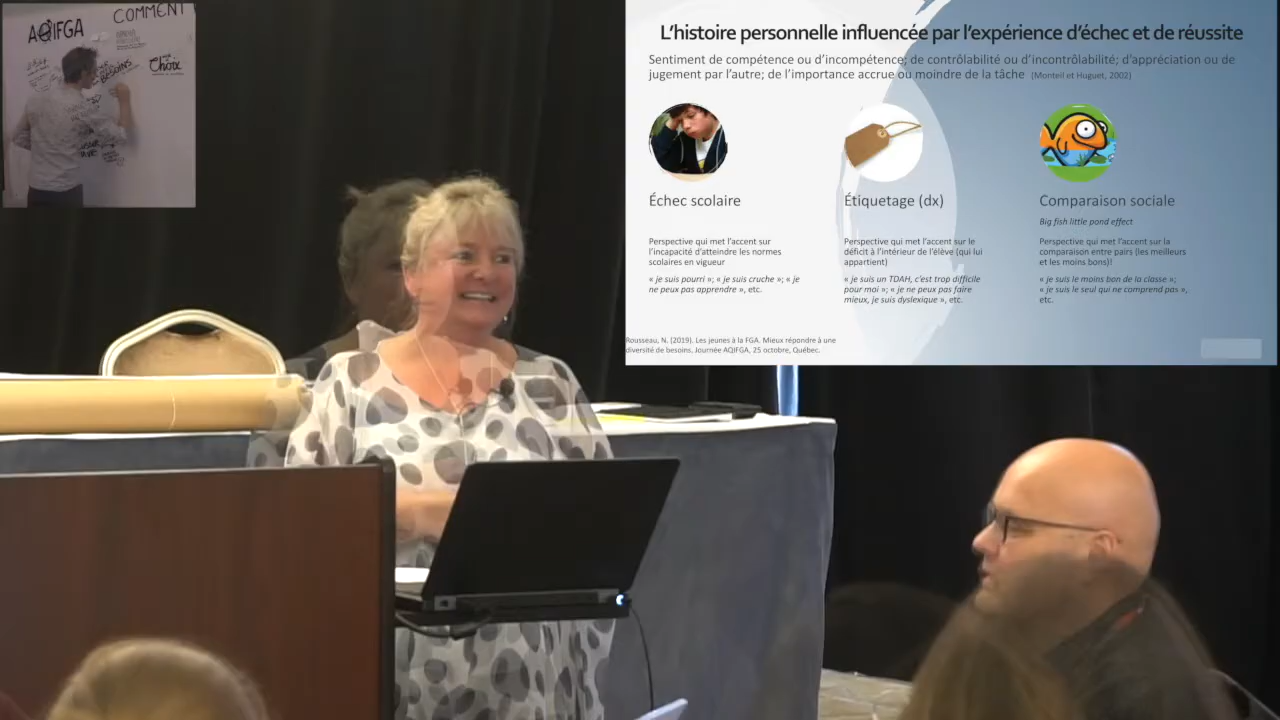 AQIFGA
COMMENT
BESOINS
Choix
L'histoire personnelle influencée par l'expérience d'échec et de réussite
Sentiment de compétence ou d'incompétence; de contrôlabilité ou d'incontrôlabilité; d'appréciation ou de
jugement par l'autre; de l'importance accrue ou moindre de la tâche (Monteil et Huguet, 2002)
Échec scolaire
Perspective qui met l'accent sur
l'incapacité d'atteindre les normes
scolaires en vigueur
« je suis pourri »; « je suis cruche »; « je
ne peux pas apprendre », etc.
Étiquetage (dx)
Perspective qui met l'accent sur le
déficit à l'intérieur de l'élève (qui lui
appartient)
« je suis un TDAH, c'est trop difficile
pour moi »; « je ne peux pas faire
mieux, je suis dyslexique », etc.
Comparaison sociale
Big fish little pond effect
Perspective qui met l'accent sur la
comparaison entre pairs (les meilleurs
et les moins bons)!
« je suis le moins bon de la classe »;
« je suis le seul qui ne comprend pas »,
etc.
Rousseau, N. (2019). Les jeunes à la FGA. Mieux répondre à une
diversité de besoins. Journée AQIFGA, 25 octobre, Québec.